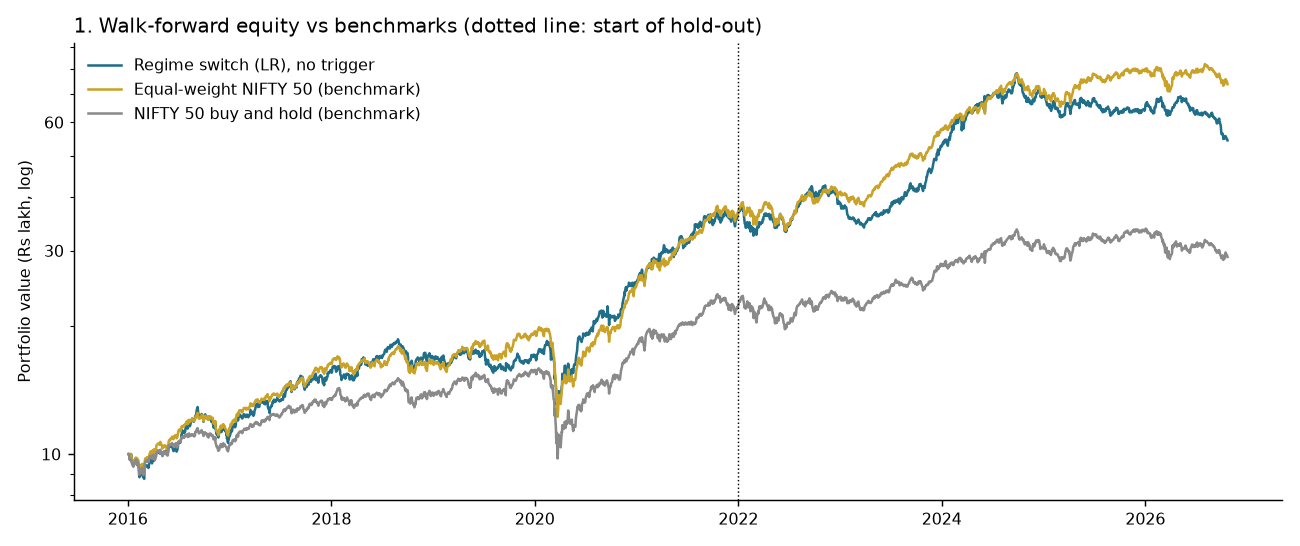 1. Walk-forward equity vs benchmarks (dotted line: start of hold-out)
Regime switch (LR), no trigger
Equal-weight NIFTY 50 (benchmark)
NIFTY 50 buy and hold (benchmark)
Portfolio value (Rs lakh, log)
60
30
10
2016
2018
2020
2022
2024
2026